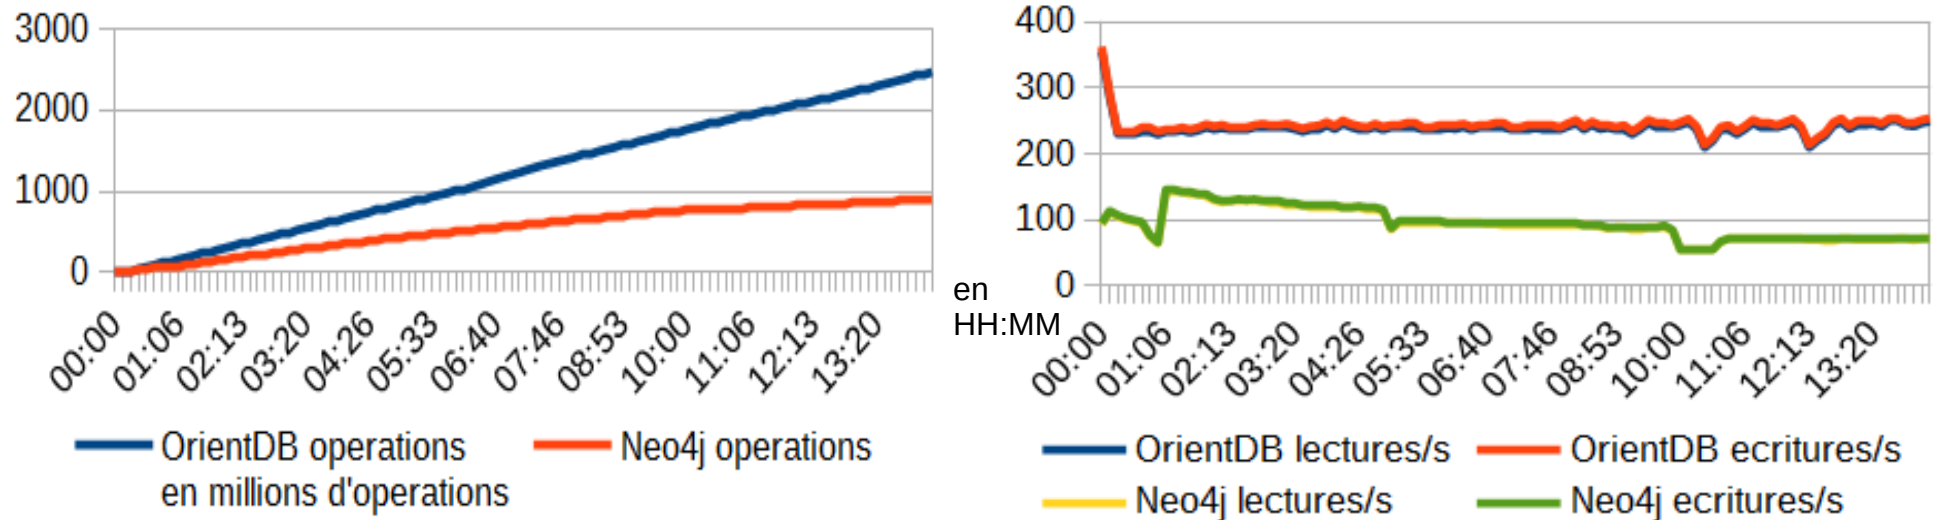 3000
2000
1000
0
00:00 01:06 02:13 03:20 04:26 05:33 06:40 07:46 08:53 10:00 11:06 12:13 13:20
OrientDB operations
en millions d'operations
Neo4j operations
en
HH:MM
400
300
200
100
0
00:00 01:06 02:13 03:20 04:26 05:33 06:40 07:46 08:53 10:00 11:06 12:13 13:20
OrientDB lectures/s
OrientDB ecritures/s
Neo4j lectures/s
Neo4j ecritures/s